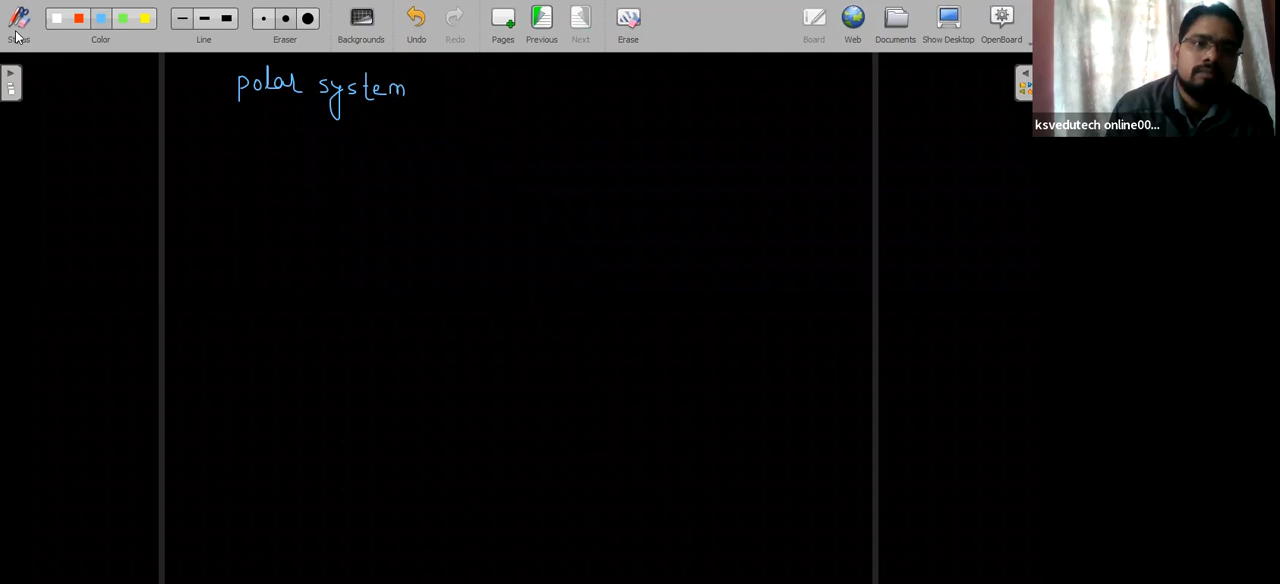 Color
Line
Eraser
Backgrounds
Undo
Redo
Pages
Previous
Next
Erase
Board
Web
Documents
Show Desktop
OpenBoard
polar system
ksvedutech online00...